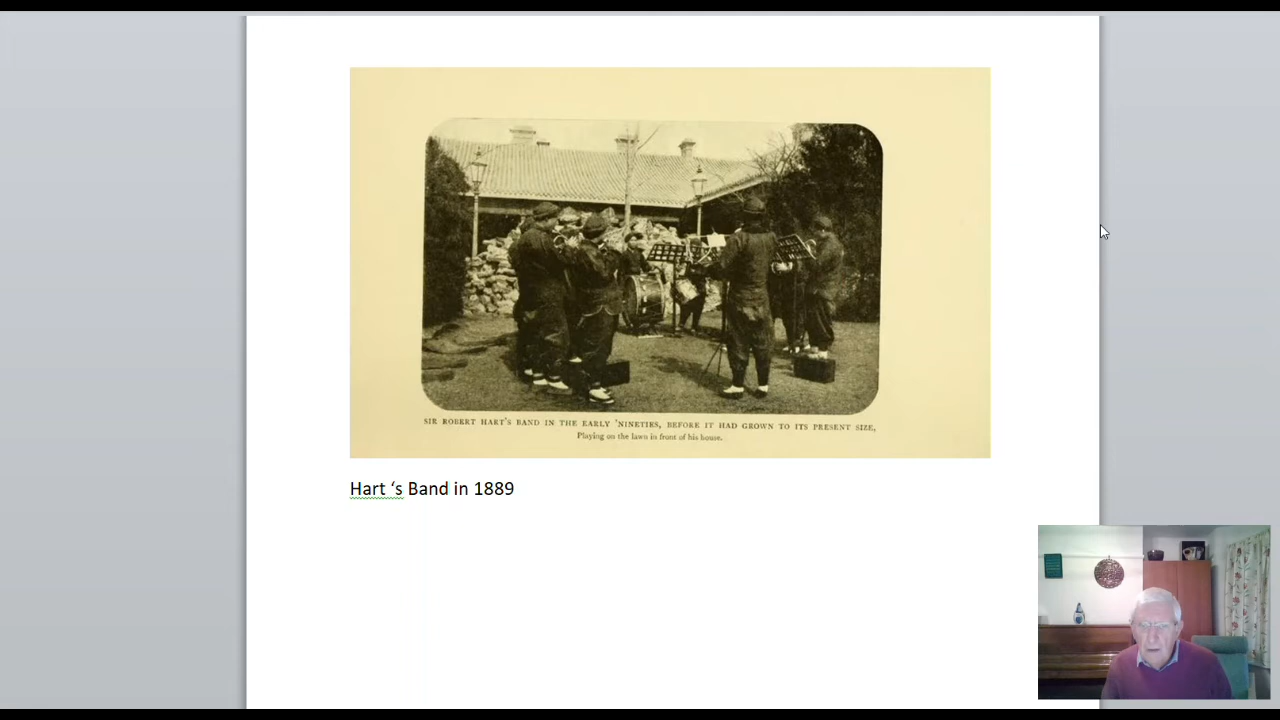 SIR ROBERT HART'S BAND IN THE EARLY 'NINETIES, BEFORE IT HAD GROWN TO ITS PRESENT SIZE,
Playing on the lawn in front of his house.
Hart ‘s Band in 1889